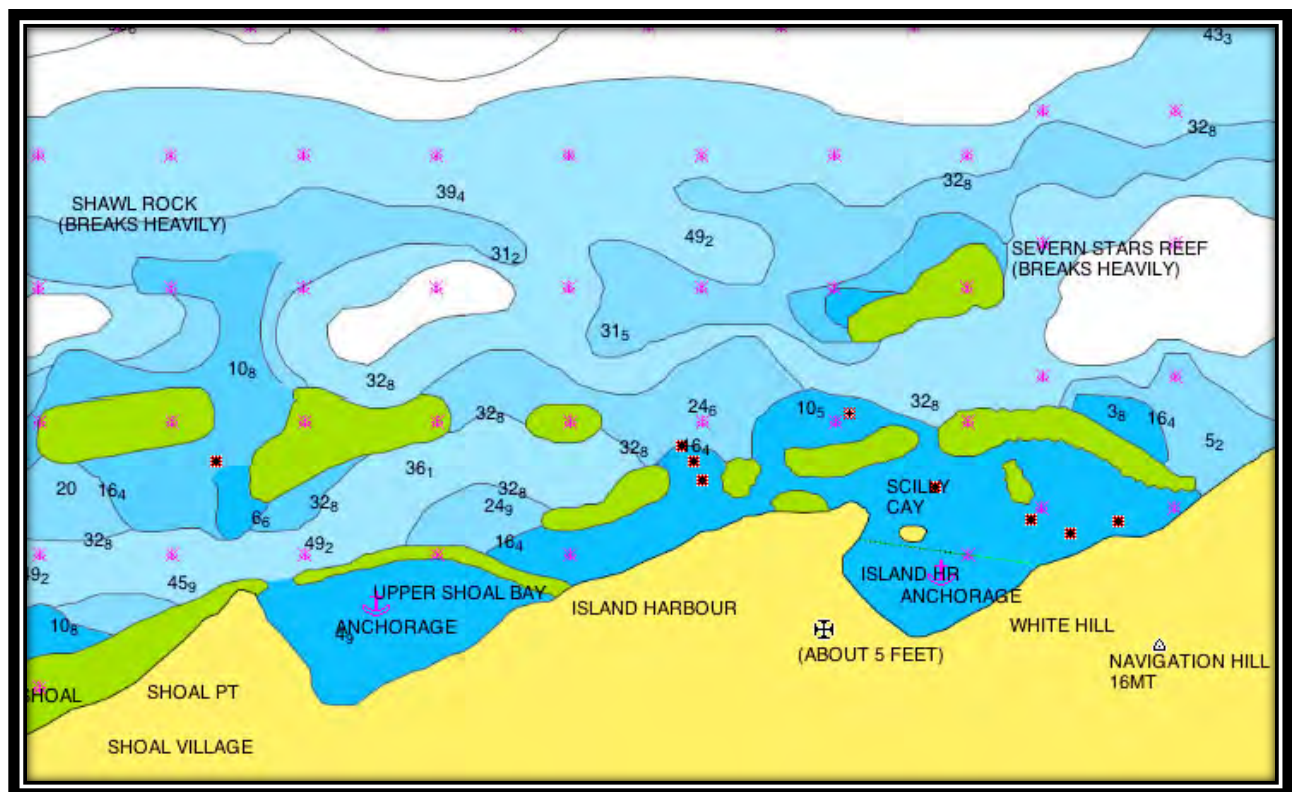 43₃
32₈
39₄
32₈
SHAWL ROCK
(BREAKS HEAVILY)
49₂
31₂
SEVERN STARS REEF
(BREAKS HEAVILY)
31₅
10₈
32₈
32₈
24₆
10₅
32₈
3₈
16₄
5₂
32₈
16₄
36₁
20
16₄
32₈
32₈
24₉
SCILLY
CAY
6₆
32₈
49₂
16₄
45₉
ISLAND HR
ANCHORAGE
UPPER SHOAL BAY
ANCHORAGE
4₉
ISLAND HARBOUR
10₈
WHITE HILL
(ABOUT 5 FEET)
NAVIGATION HILL
16MT
SHOAL
SHOAL PT
SHOAL VILLAGE